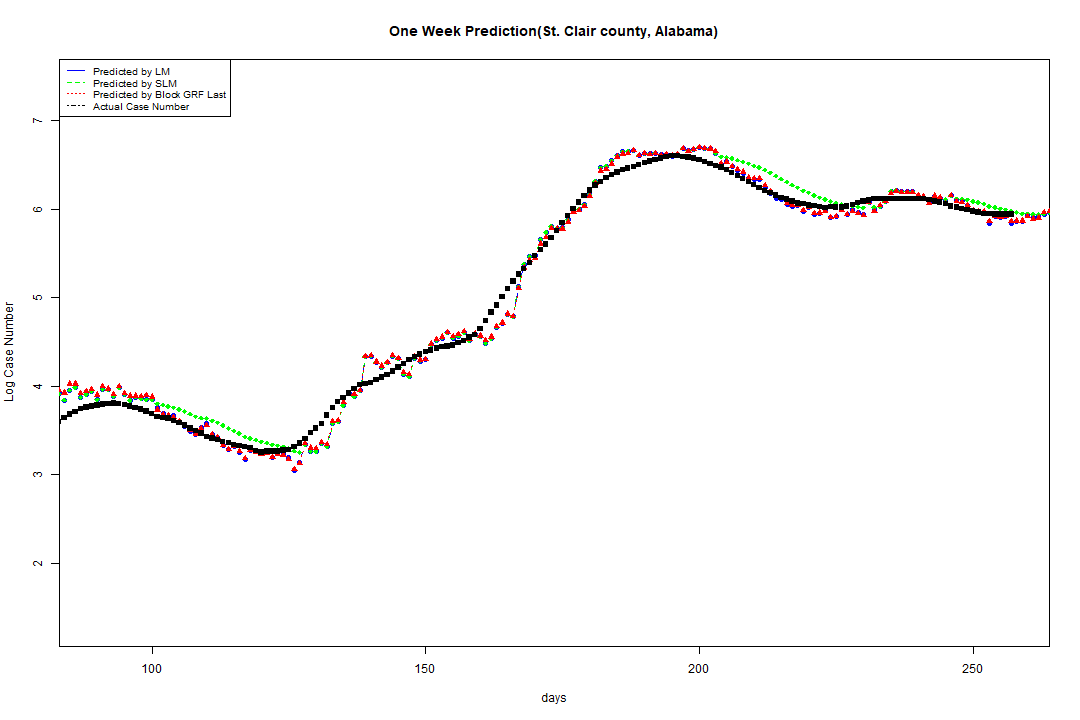 One Week Prediction(St. Clair county, Alabama)
Predicted by LM
Predicted by SLM
Predicted by Block GRF Last
Actual Case Number
7
6
5
4
3
2
Log Case Number
100 150 200 250
days